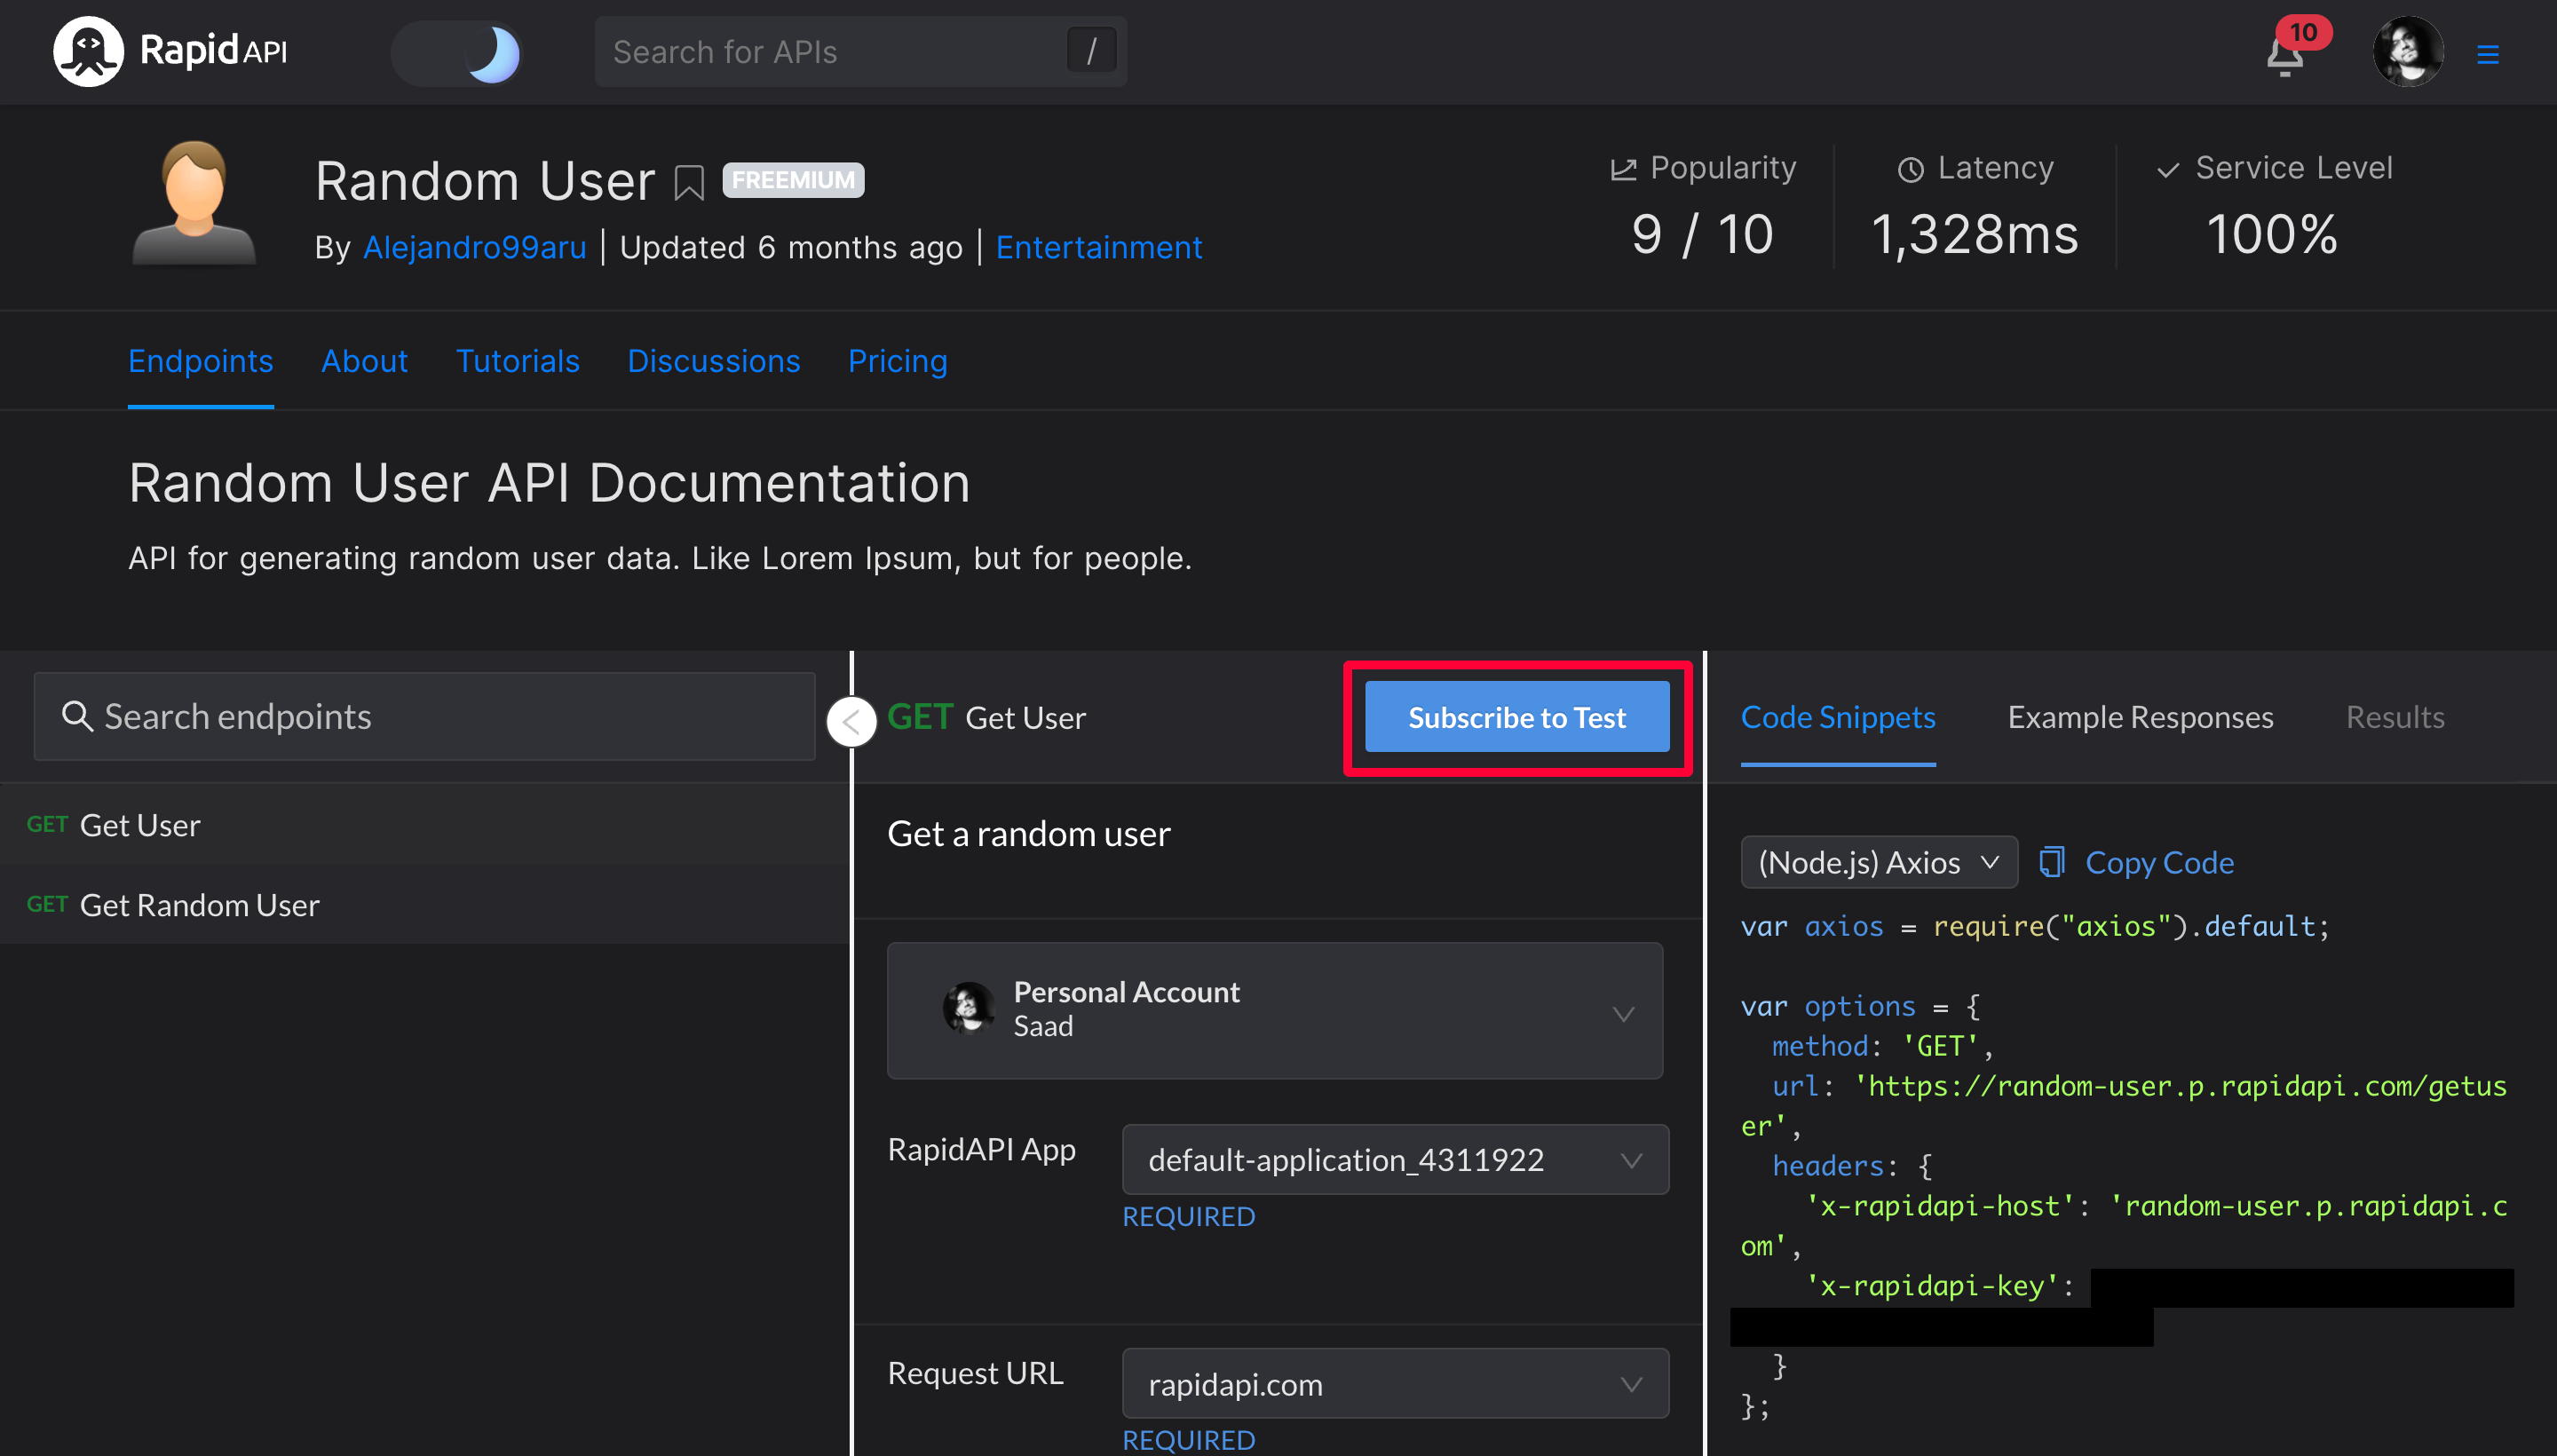 RapidAPI
Search for APIs
/
10
Random User
FREEMIUM
By Alejandro99aru | Updated 6 months ago | Entertainment
Popularity
9 / 10
Latency
1,328ms
Service Level
100%
Endpoints
About
Tutorials
Discussions
Pricing
Random User API Documentation
API for generating random user data. Like Lorem Ipsum, but for people.
Search endpoints
GET Get User
GET Get Random User
GET Get User
Subscribe to Test
Get a random user
Personal Account
Saad
RapidAPI App
default-application_4311922
REQUIRED
Request URL
rapidapi.com
REQUIRED
Code Snippets
Example Responses
Results
(Node.js) Axios
Copy Code
var axios = require("axios").default;
var options = {
method: 'GET',
url: 'https://random-user.p.rapidapi.com/getus
er',
headers: {
'x-rapidapi-host': 'random-user.p.rapidapi.c
om',
'x-rapidapi-key':
}
};